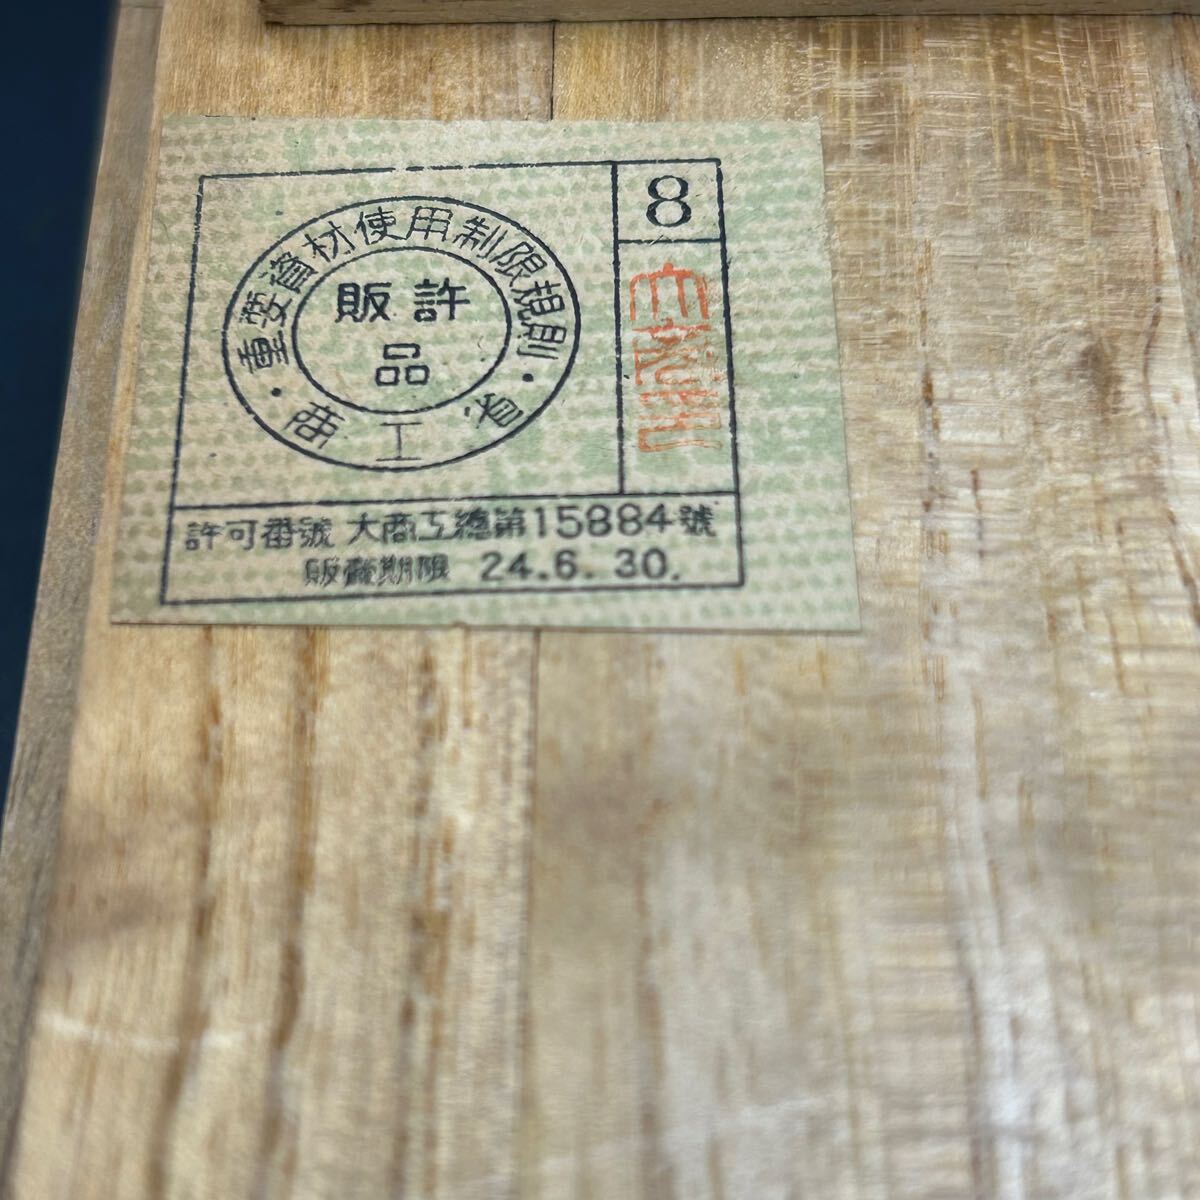 重要資材使用制限規則
許販品
商工省
8
許可番號 大商工總第15884號
販賣期限 24.6.30.